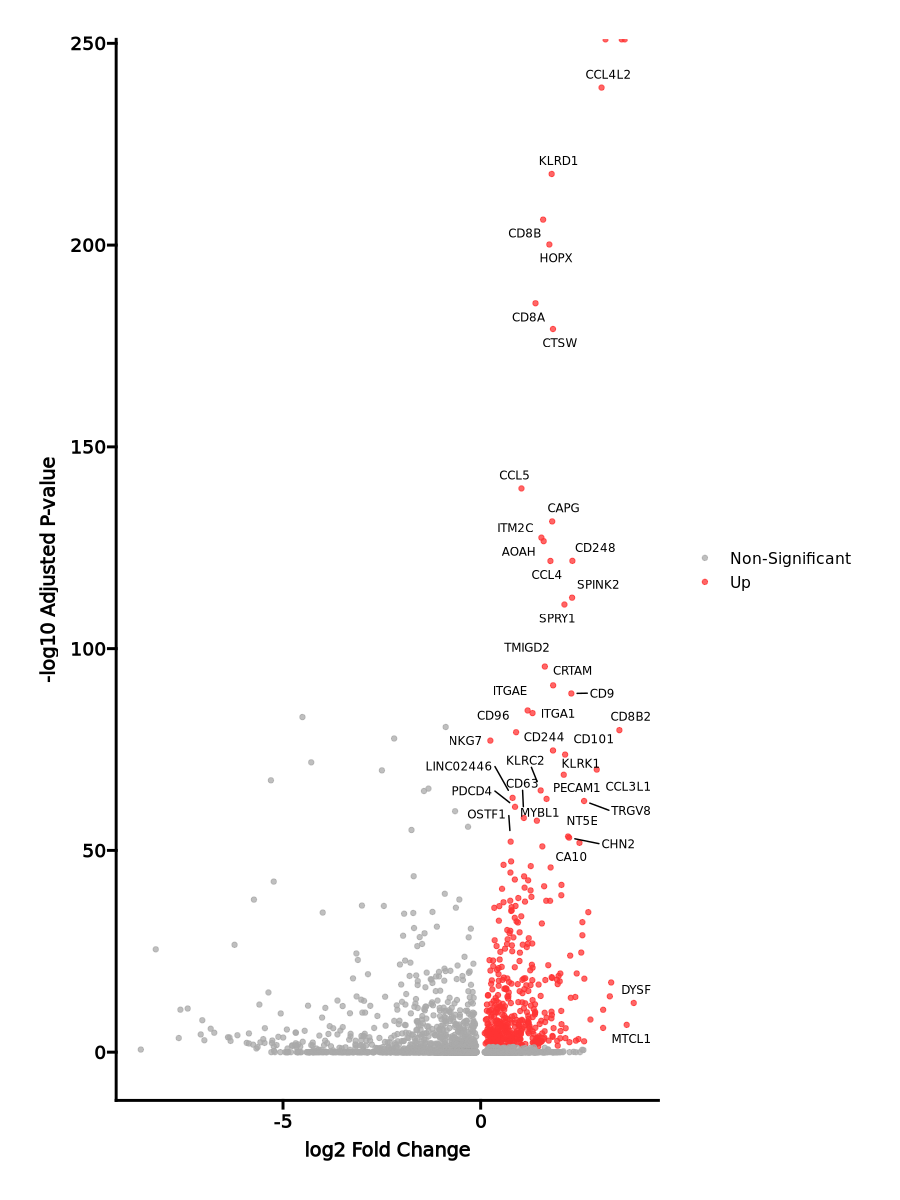 250
CCL4L2
KLRD1
200
CD8B
HOPX
CD8A
CTSW
150
CCL5
CAPG
ITM2C
AOAH
CD248
CCL4
SPINK2
SPRY1
100
TMIGD2
CRTAM
ITGAE
CD9
CD96
ITGA1
CD8B2
NKG7
CD244
CD101
LINC02446
KLRC2
KLRK1
PDCD4
CD63
PECAM1
CCL3L1
OSTF1
MYBL1
TRGV8
NT5E
50
CHN2
CA10
DYSF
MTCL1
0
-5
0
log2 Fold Change
-log10 Adjusted P-value
Non-Significant
Up